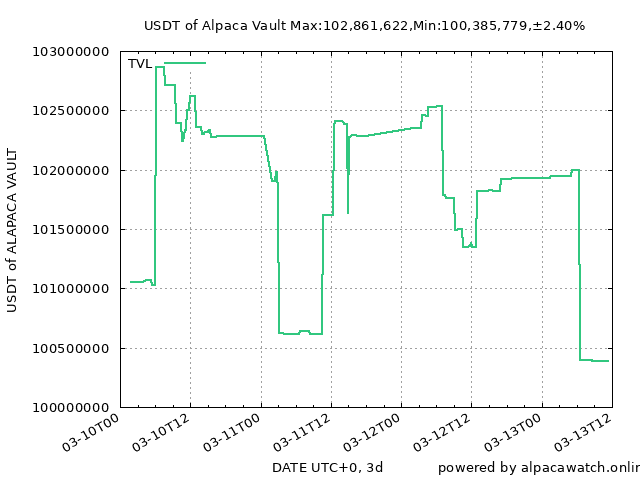 USDT of Alpaca Vault Max:102,861,622,Min:100,385,779,±2.40%
103000000
TVL
102500000
102000000
101500000
101000000
100500000
100000000
USDT of ALAPACA VAULT
03-10T00
03-10T12
03-11T00
03-11T12
03-12T00
03-12T12
03-13T00
03-13T12
DATE UTC+0, 3d
powered by alpacawatch.onlin